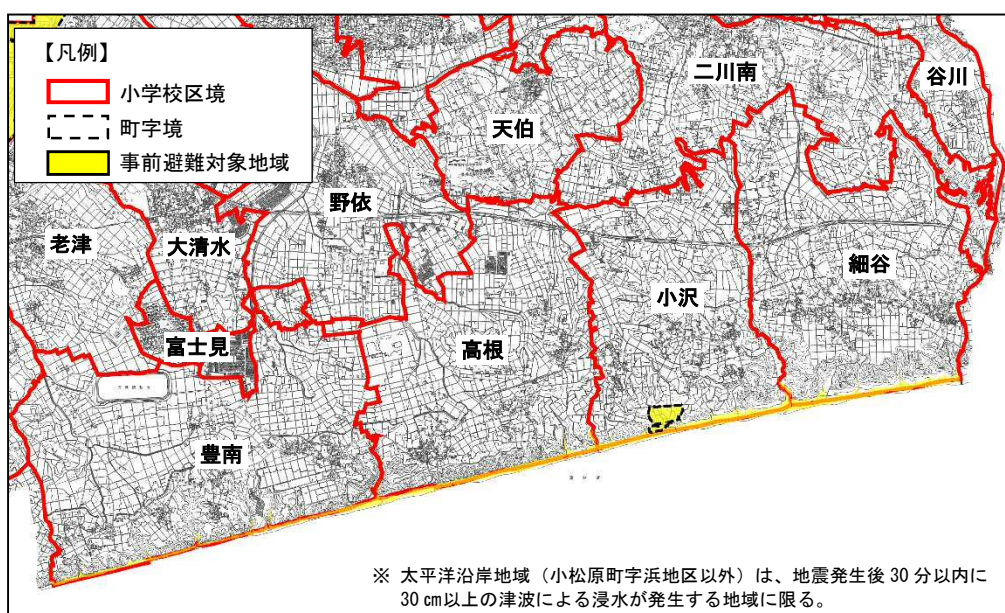 【凡例】
小学校区境
町字境
事前避難対象地域
谷川
二川南
天伯
野依
老津
大清水
細谷
小沢
富士見
高根
豊南
※ 太平洋沿岸地域（小松原町字浜地区以外）は、地震発生後 30 分以内に
30 ㎝以上の津波による浸水が発生する地域に限る。